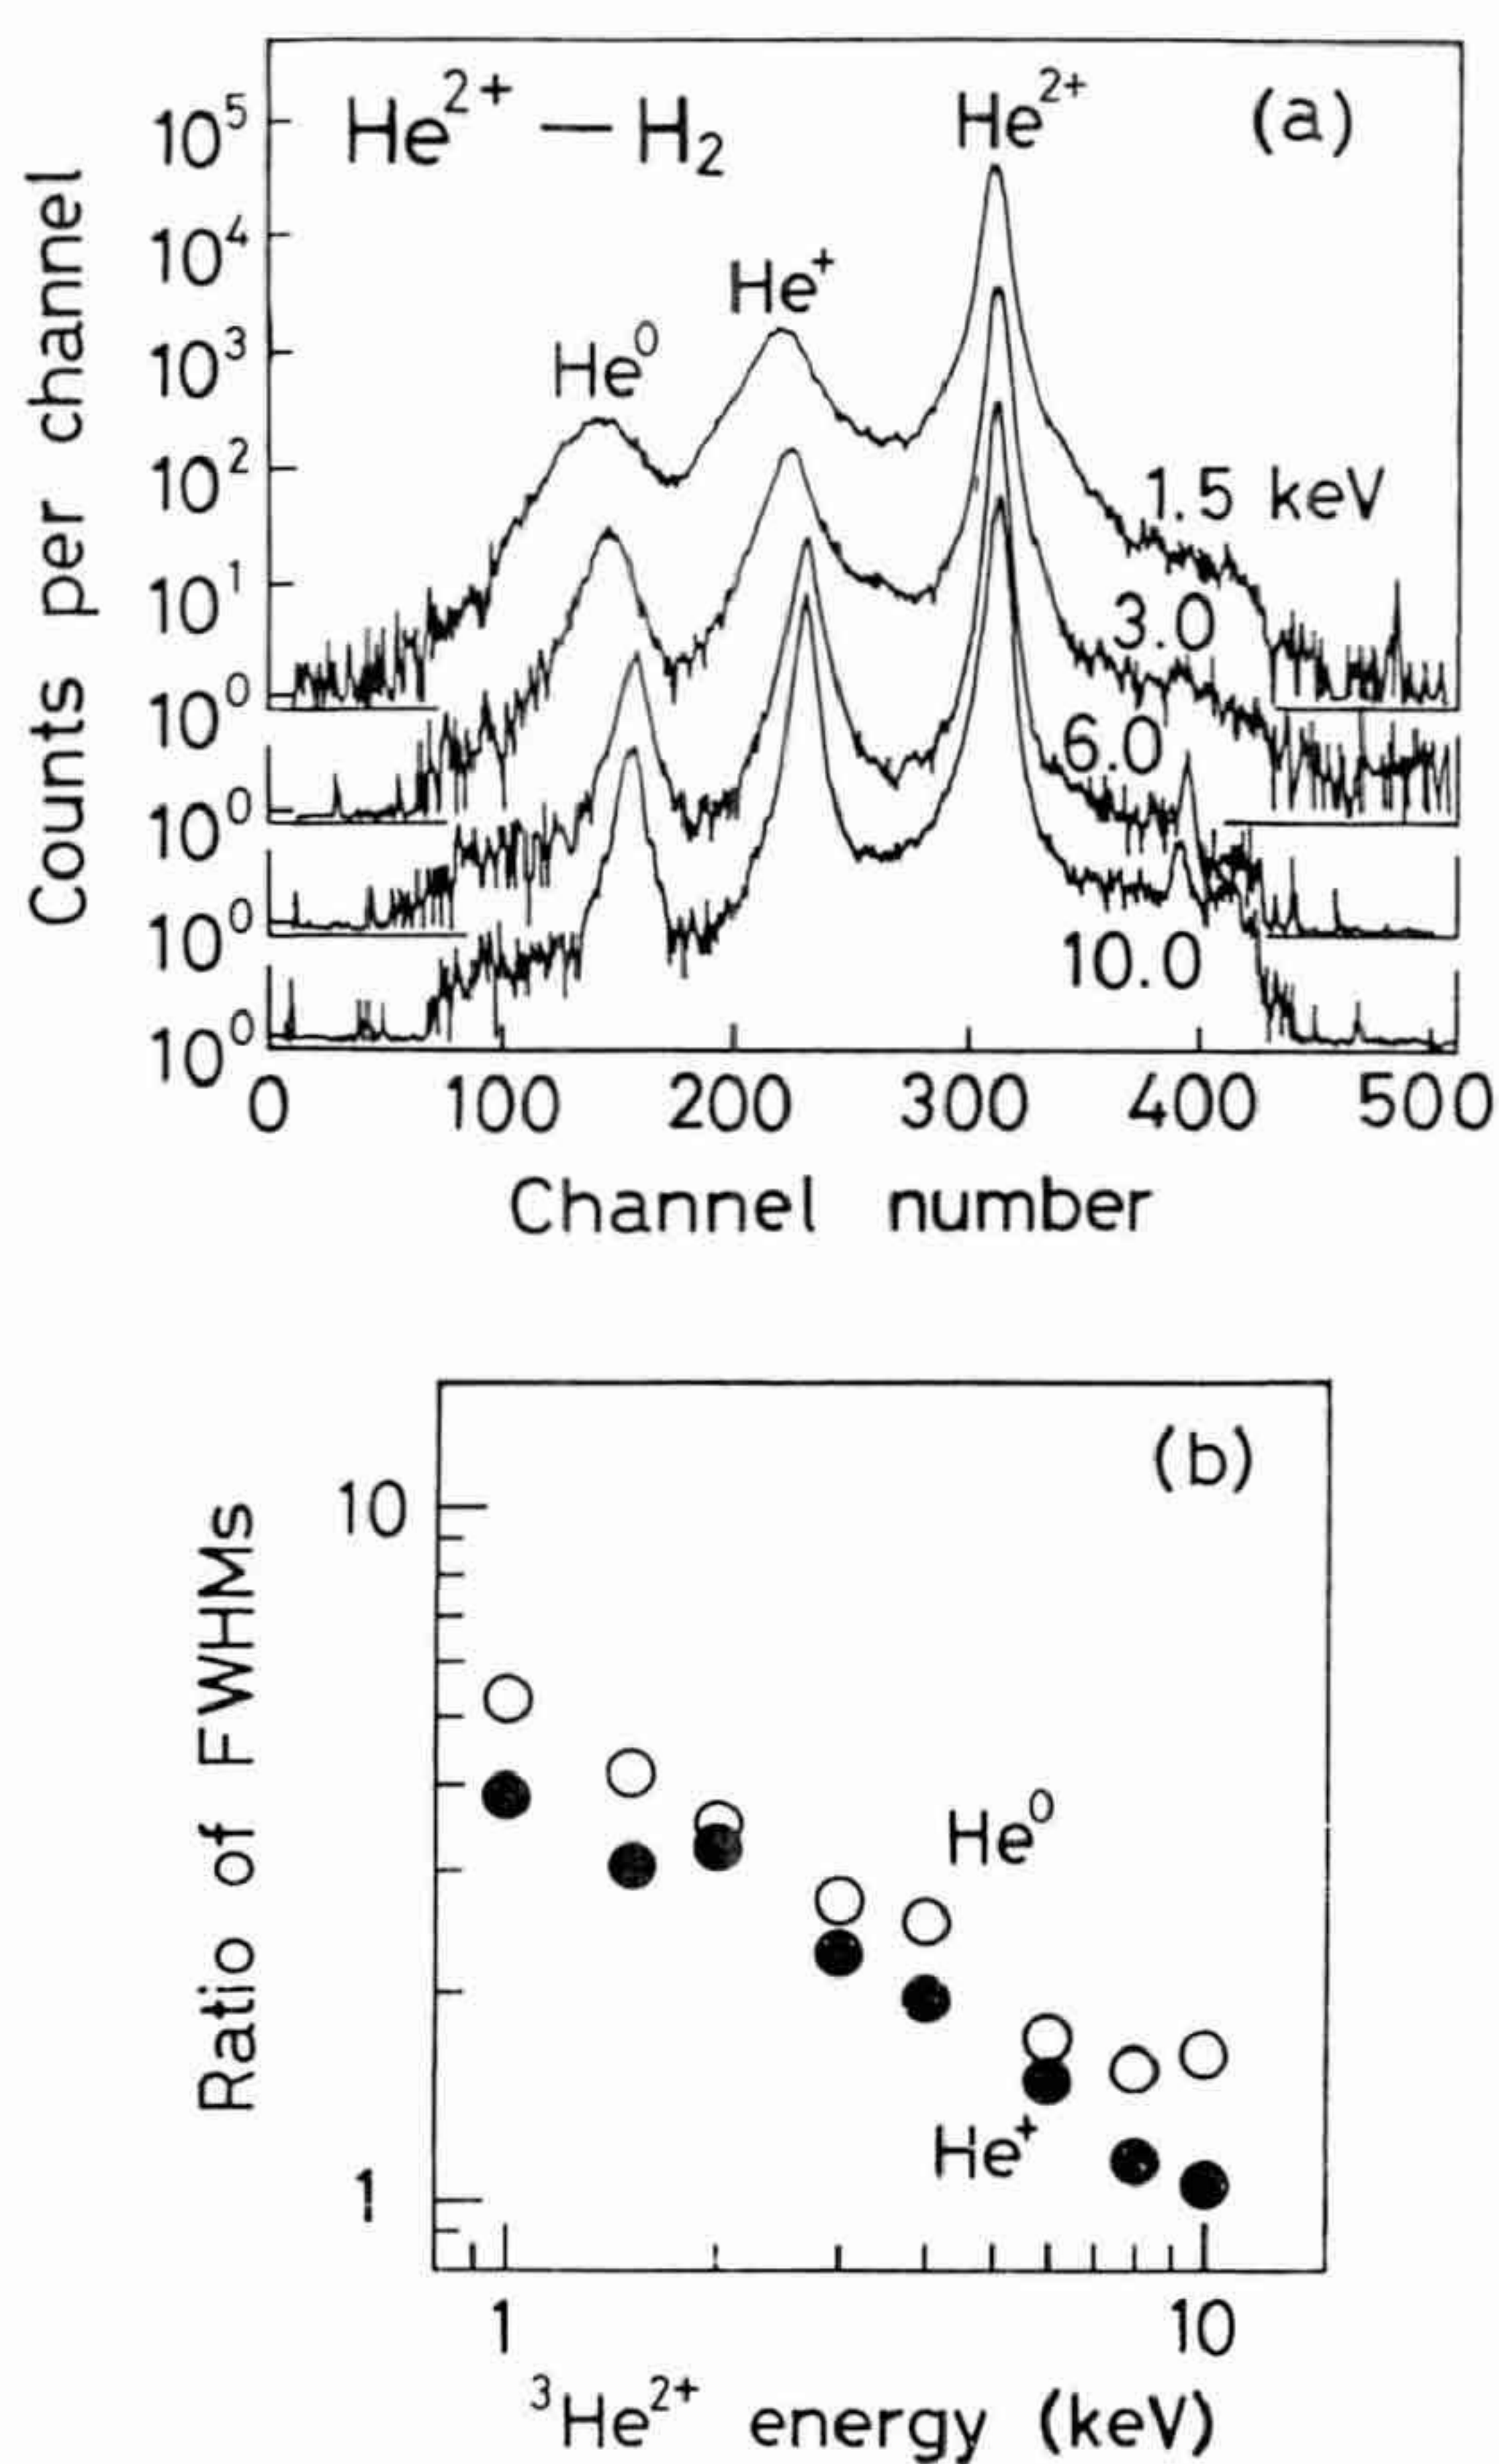 He²⁺ — H₂
He²⁺
(a)
He⁺
He⁰
1.5 keV
3.0
6.0
10.0
10⁵
10⁴
10³
10²
10¹
10⁰
10⁰
10⁰
10⁰
Counts per channel
0 100 200 300 400 500
Channel number
(b)
10
1
Ratio of FWHMs
He⁰
He⁺
1 10
³He²⁺ energy (keV)